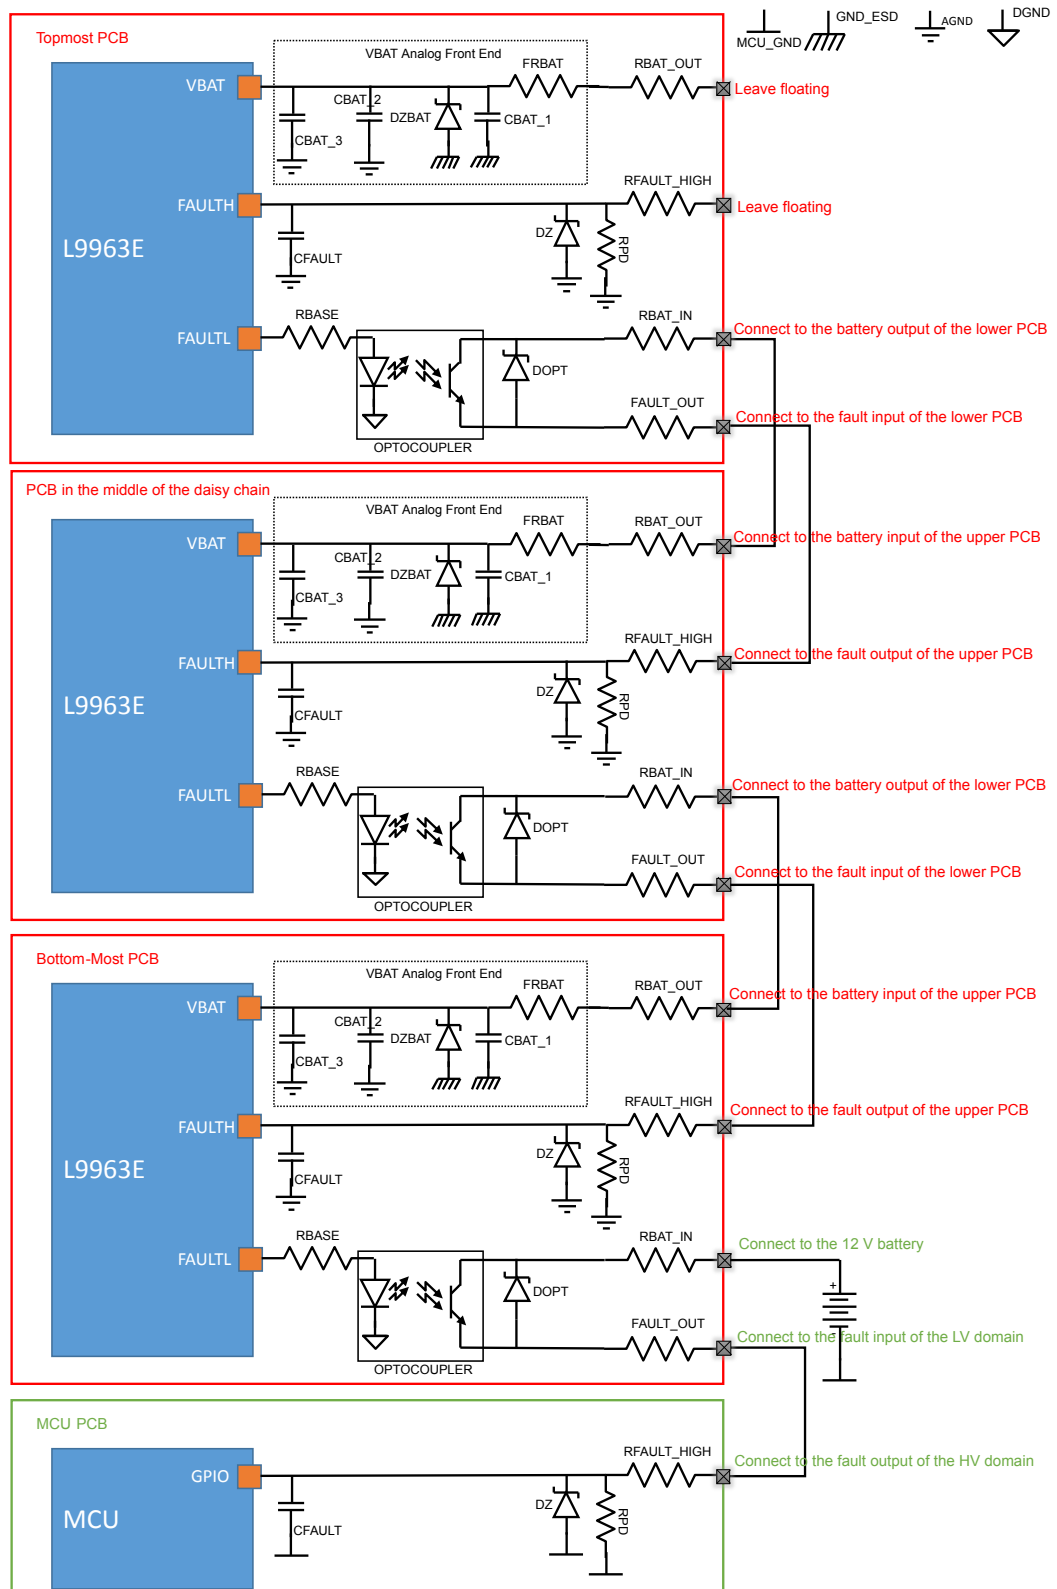 GND_ESD
DGND
AGND
MCU_GND
Topmost PCB
VBAT Analog Front End
FRBAT
RBAT_OUT
VBAT
CBAT_2
DZBAT
CBAT_1
CBAT_3
Leave floating
RFAULT_HIGH
FAULTH
Leave floating
DZ
RPD
L9963E
CFAULT
RBASE
RBAT_IN
FAULTL
Connect to the battery output of the lower PCB
DOPT
FAULT_OUT
Connect to the fault input of the lower PCB
OPTOCOUPLER
PCB in the middle of the daisy chain
VBAT Analog Front End
FRBAT
RBAT_OUT
VBAT
CBAT_2
DZBAT
CBAT_1
CBAT_3
Connect to the battery input of the upper PCB
RFAULT_HIGH
FAULTH
Connect to the fault output of the upper PCB
DZ
RPD
L9963E
CFAULT
RBASE
RBAT_IN
FAULTL
Connect to the battery output of the lower PCB
DOPT
FAULT_OUT
Connect to the fault input of the lower PCB
OPTOCOUPLER
Bottom-Most PCB
VBAT Analog Front End
FRBAT
RBAT_OUT
VBAT
CBAT_2
DZBAT
CBAT_1
CBAT_3
Connect to the battery input of the upper PCB
RFAULT_HIGH
FAULTH
Connect to the fault output of the upper PCB
DZ
RPD
L9963E
CFAULT
RBASE
RBAT_IN
FAULTL
Connect to the 12 V battery
+
-
DOPT
FAULT_OUT
Connect to the fault input of the LV domain
OPTOCOUPLER
MCU PCB
RFAULT_HIGH
GPIO
Connect to the fault output of the HV domain
DZ
RPD
MCU
CFAULT